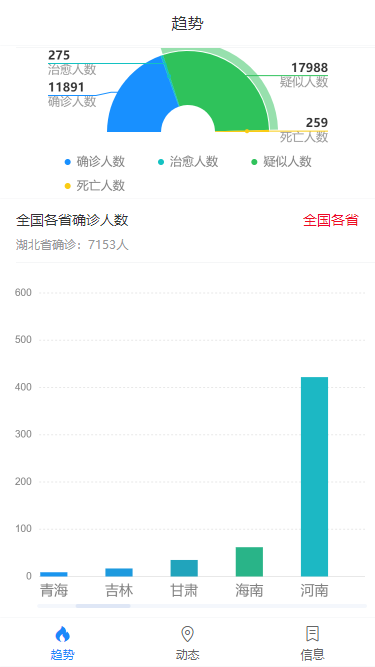 趋势
275
治愈人数
11891
确诊人数
17988
疑似人数
259
死亡人数
确诊人数 治愈人数 疑似人数
死亡人数
全国各省确诊人数 全国各省
湖北省确诊：7153人
600
500
400
300
200
100
0
青海 吉林 甘肃 海南 河南
趋势 动态 信息